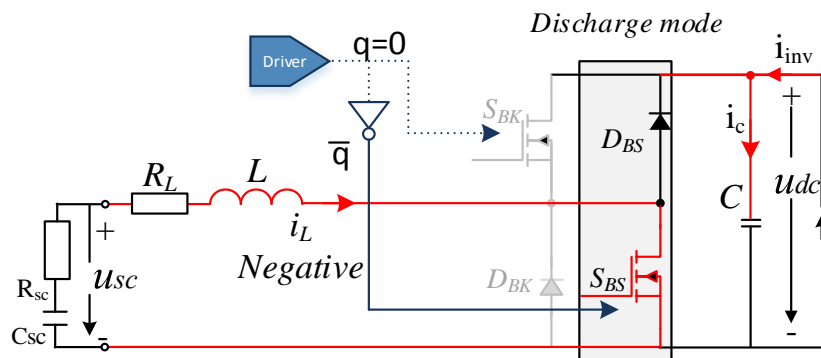 Discharge mode
q=0
Driver
i_inv
+
S_BK
D_BS
i_c
q̅
u_dc
R_L
L
C
+
i_L
u_sc
Negative
S_BS
R_sc
D_BK
Csc
-
-